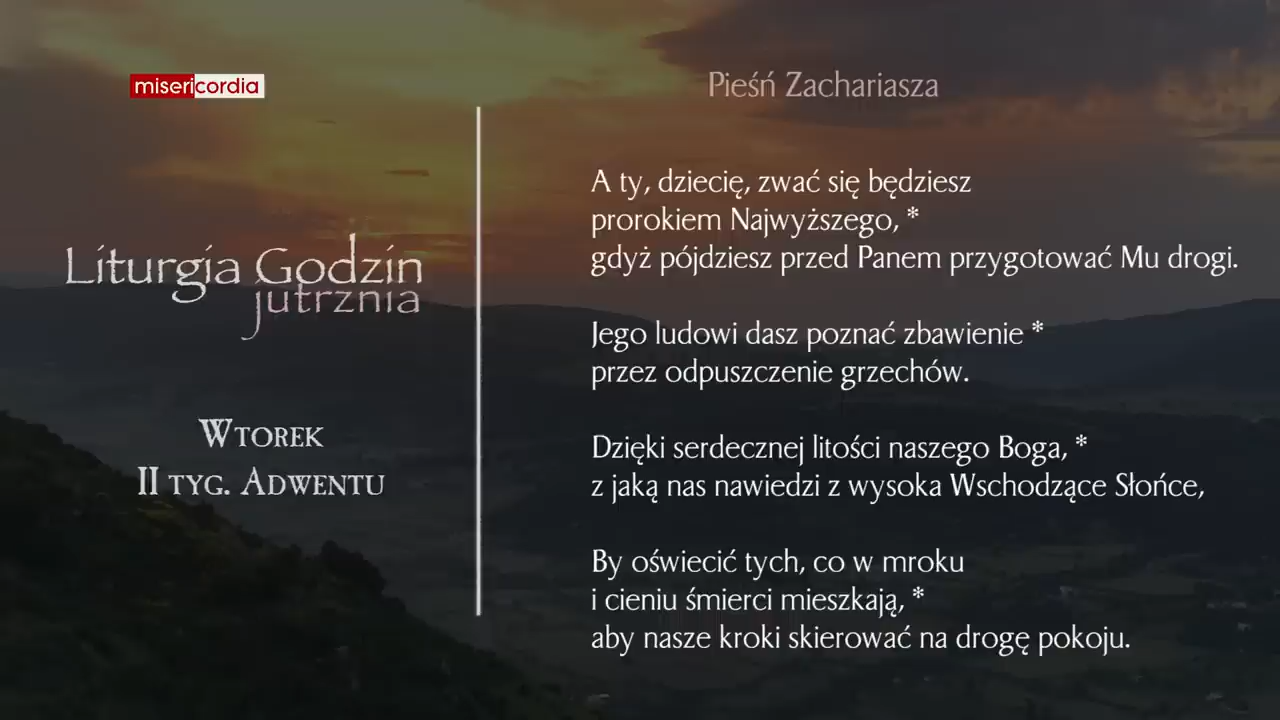 misericordia
Liturgia Godzin
jutrznia
Wtorek
II tyg. Adwentu
Pieśń Zachariasza
A ty, dziecię, zwać się będziesz
prorokiem Najwyższego, *
gdyż pójdziesz przed Panem przygotować Mu drogi.
Jego ludowi dasz poznać zbawienie *
przez odpuszczenie grzechów.
Dzięki serdecznej litości naszego Boga, *
z jaką nas nawiedzi z wysoka Wschodzące Słońce,
By oświecić tych, co w mroku
i cieniu śmierci mieszkają, *
aby nasze kroki skierować na drogę pokoju.